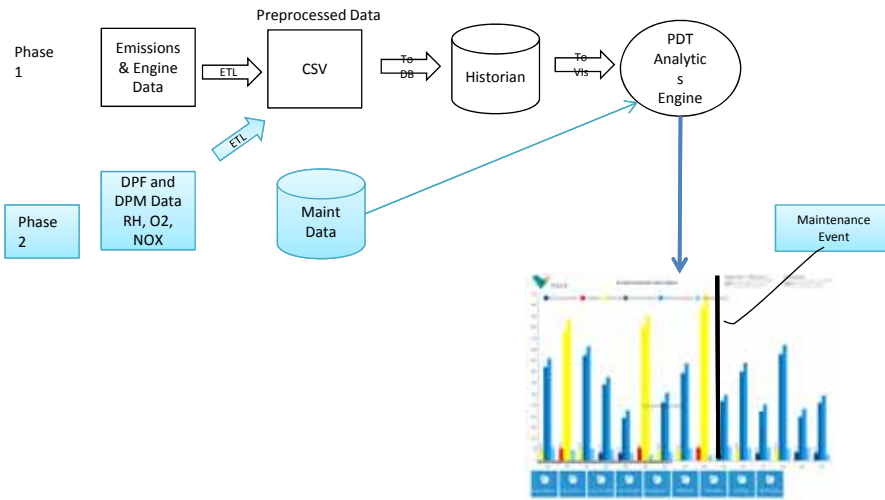 Preprocessed Data
Phase
1
Emissions
& Engine
Data
ETL
CSV
To
DB
Historian
To
VIs
PDT
Analytic
s
Engine
ETL
Phase
2
DPF and
DPM Data
RH, O2,
NOX
Maint
Data
Maintenance
Event